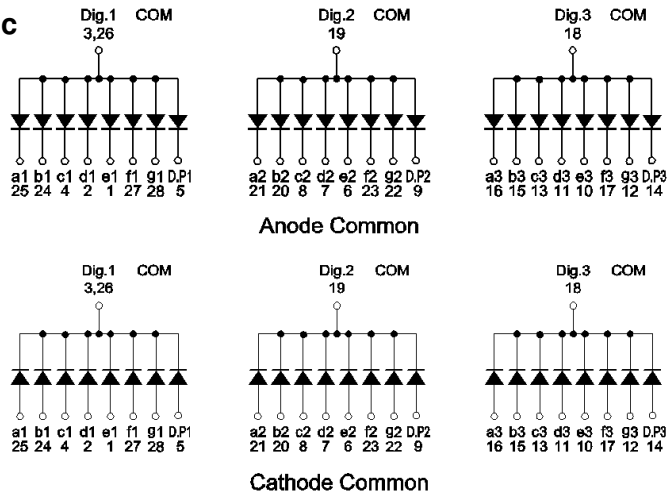 c
Dig.1 COM
3,26
Dig.2 COM
19
Dig.3 COM
18
a1 b1 c1 d1 e1 f1 g1 D.P1
25 24 4 2 1 27 28 5
a2 b2 c2 d2 e2 f2 g2 D.P2
21 20 8 7 6 23 22 9
a3 b3 c3 d3 e3 f3 g3 D.P3
16 15 13 11 10 17 12 14
Anode Common
Dig.1 COM
3,26
Dig.2 COM
19
Dig.3 COM
18
a1 b1 c1 d1 e1 f1 g1 D.P1
25 24 4 2 1 27 28 5
a2 b2 c2 d2 e2 f2 g2 D.P2
21 20 8 7 6 23 22 9
a3 b3 c3 d3 e3 f3 g3 D.P3
16 15 13 11 10 17 12 14
Cathode Common